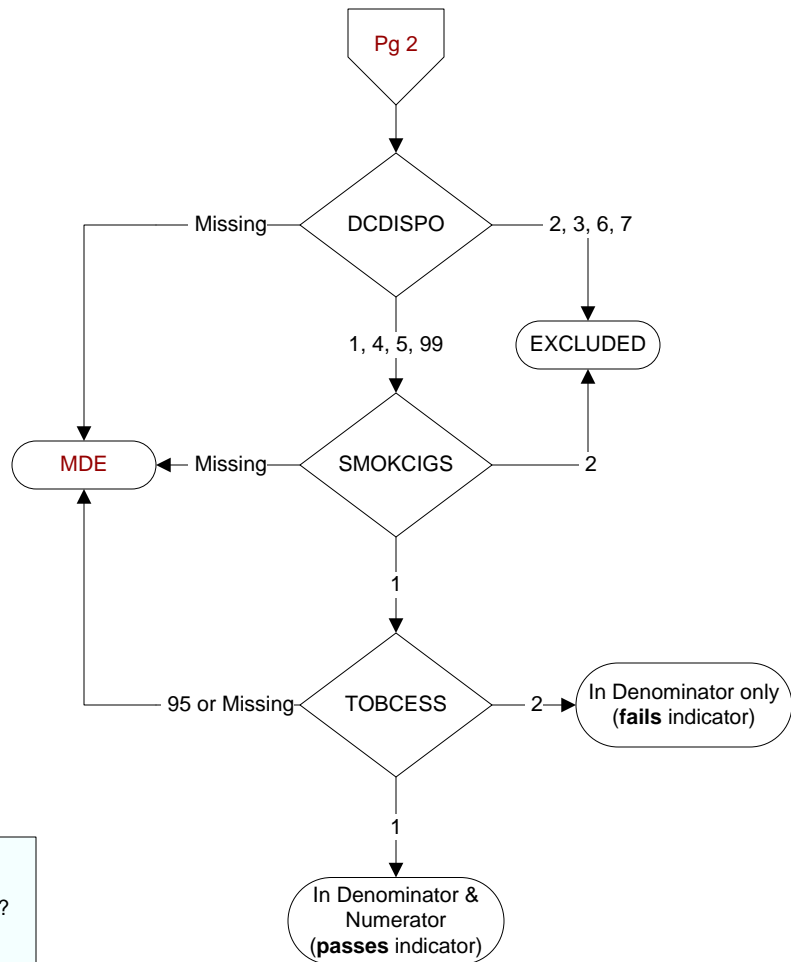 Pg 2
Missing
DCDISPO
2, 3, 6, 7
1, 4, 5, 99
EXCLUDED
MDE
Missing
SMOKCIGS
2
1
95 or Missing
TOBCESS
2
In Denominator only
(fails indicator)
1
?
In Denominator &
Numerator
(passes indicator)